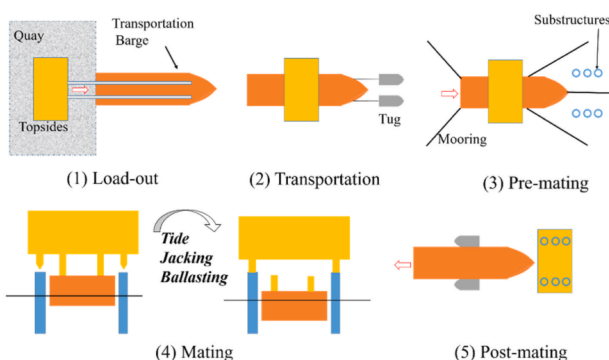 Quay
Transportation
Barge
Topsides
(1) Load-out
Tug
(2) Transportation
Substructures
Mooring
(3) Pre-mating
Tide
Jacking
Ballasting
(4) Mating
(5) Post-mating